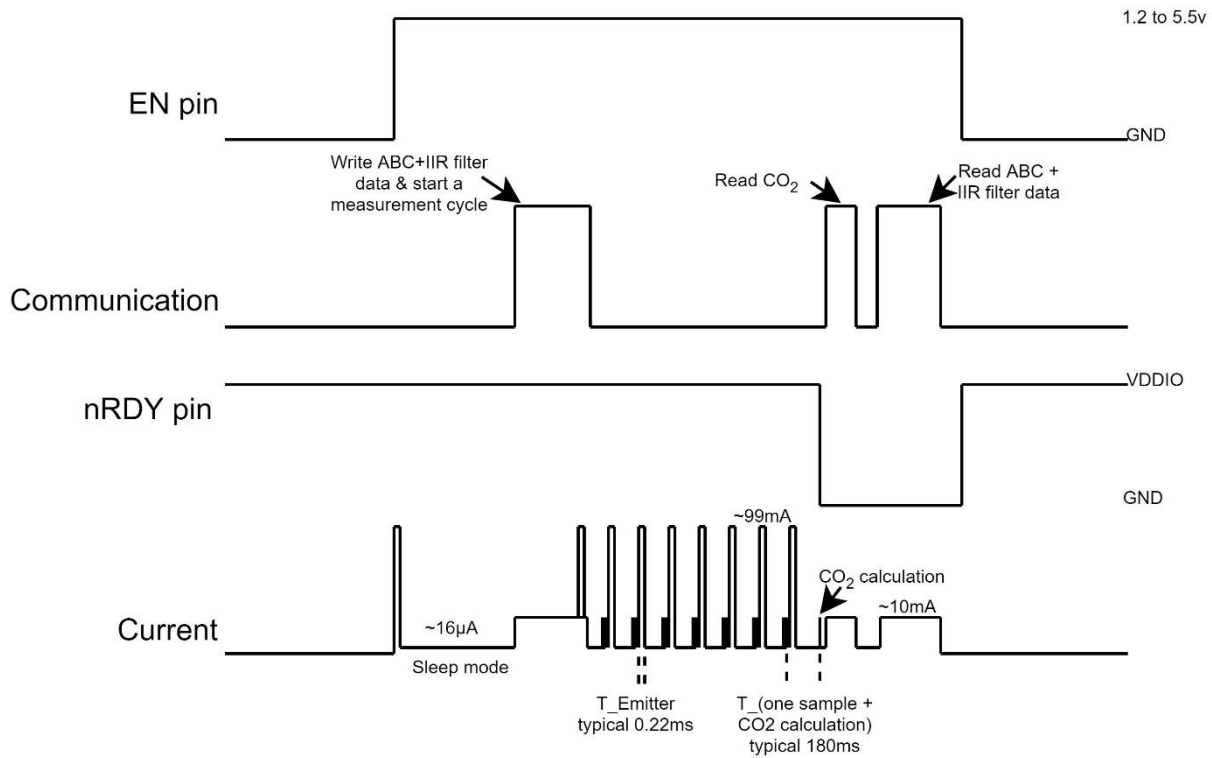 1.2 to 5.5v
EN pin
GND
Write ABC+IIR filter
data & start a
measurement cycle
Read CO2
Read ABC +
IIR filter data
Communication
VDDIO
nRDY pin
GND
~99mA
CO2 calculation
~16µA
~10mA
Current
Sleep mode
T_Emitter
typical 0.22ms
T_(one sample +
CO2 calculation)
typical 180ms